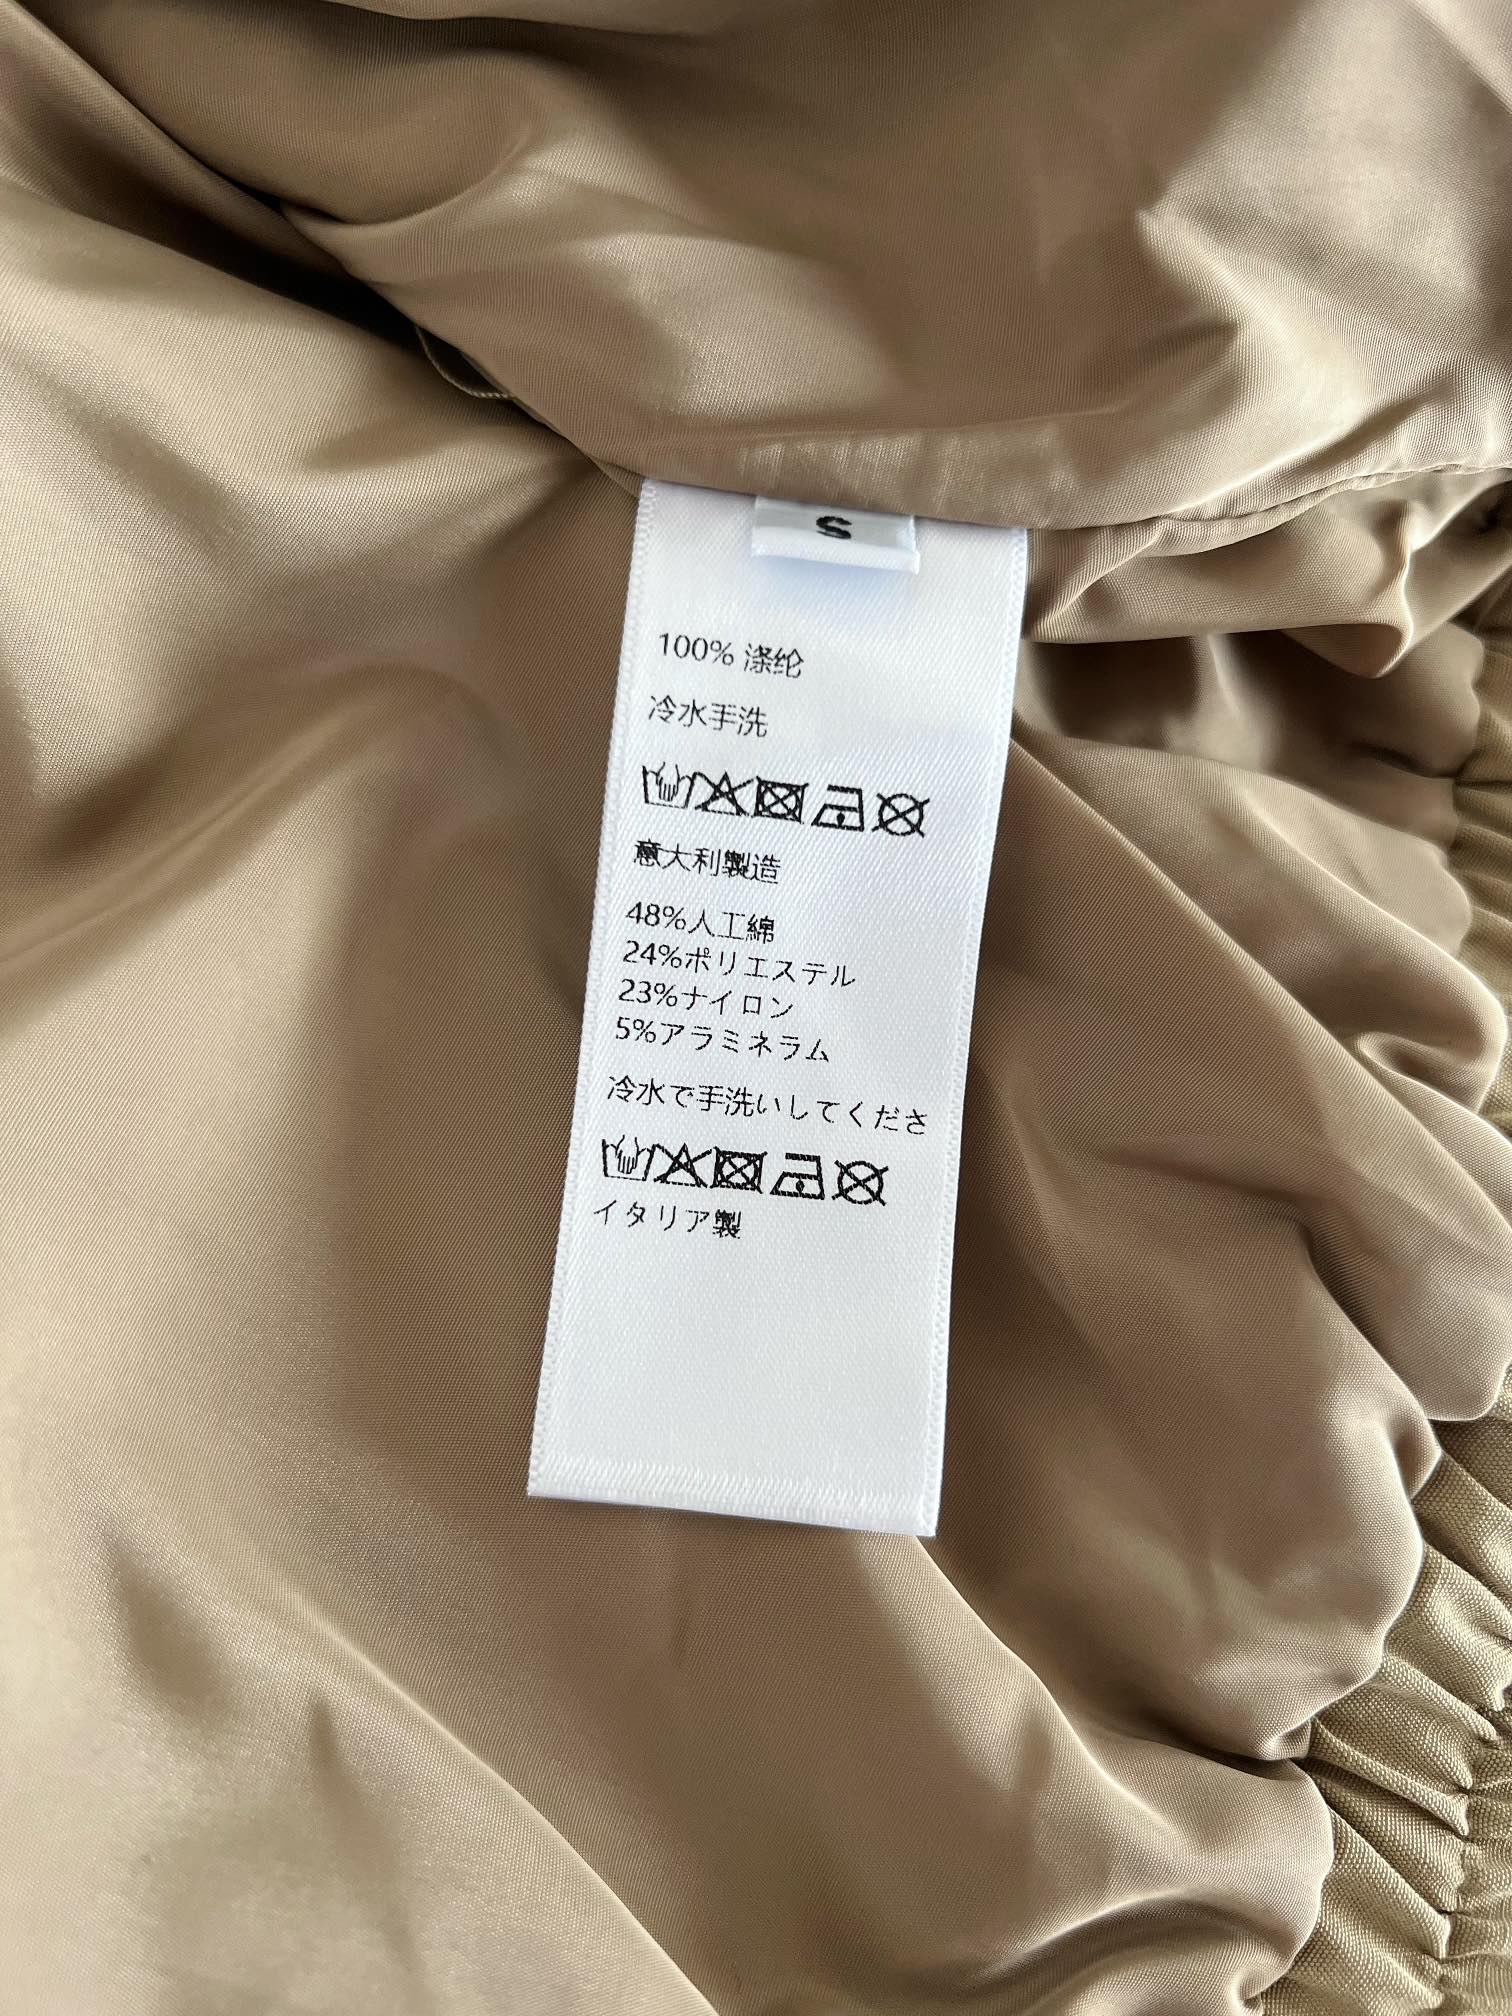 S
100% 涤纶
冷水手洗
意大利製造
48%人工綿
24%ポリエステル
23%ナイロン
5%アラミネラム
冷水で手洗いしてくださ
イタリア製